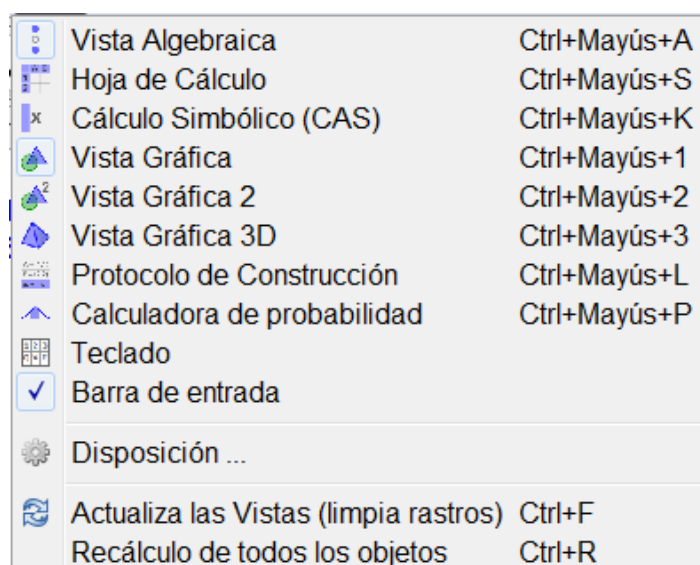 Vista Algebraica Ctrl+Mayús+A
Hoja de Cálculo Ctrl+Mayús+S
Cálculo Simbólico (CAS) Ctrl+Mayús+K
Vista Gráfica Ctrl+Mayús+1
Vista Gráfica 2 Ctrl+Mayús+2
Vista Gráfica 3D Ctrl+Mayús+3
Protocolo de Construcción Ctrl+Mayús+L
Calculadora de probabilidad Ctrl+Mayús+P
Teclado
Barra de entrada
Disposición ...
Actualiza las Vistas (limpia rastros) Ctrl+F
Recálculo de todos los objetos Ctrl+R